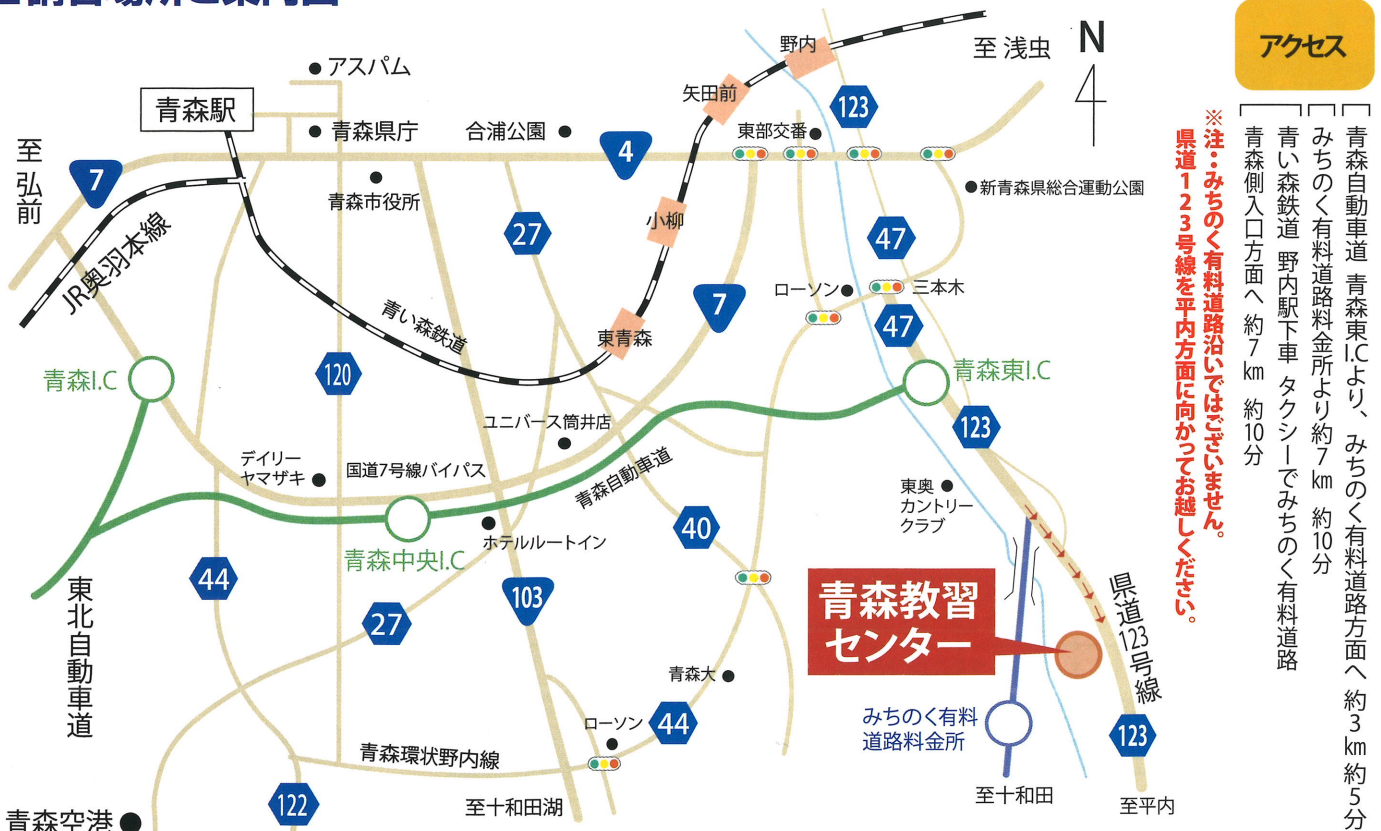 青森駅
アスパム
青森県庁
合浦公園
野内
矢田前
至 浅虫
N
東部交番
123
4
7
至弘前
青森市役所
新青森県総合運動公園
小柳
27
47
JR奥羽本線
青い森鉄道
7
ローソン
三本木
47
東青森
青森I.C
120
青森東I.C
123
ユニバース筒井店
デイリー
ヤマザキ
国道7号線バイパス
青森自動車道
東奥
カントリー
クラブ
40
ホテルルートイン
青森中央I.C
44
103
東北自動車道
27
青森教習
センター
県道123号線
青森大
ローソン
44
みちのく有料
道路料金所
123
青森環状野内線
122
至十和田湖
至十和田
至平内
青森空港
アクセス
青森自動車道 青森東I.Cより、みちのく有料道路方面へ 約3km 約5分
みちのく有料道路料金所より約7km 約10分
青い森鉄道 野内駅下車 タクシーでみちのく有料道路
青森側入口方面へ 約7km 約10分
※注：みちのく有料道路沿いではございません。
県道123号線を平内方面に向かってお越しください。